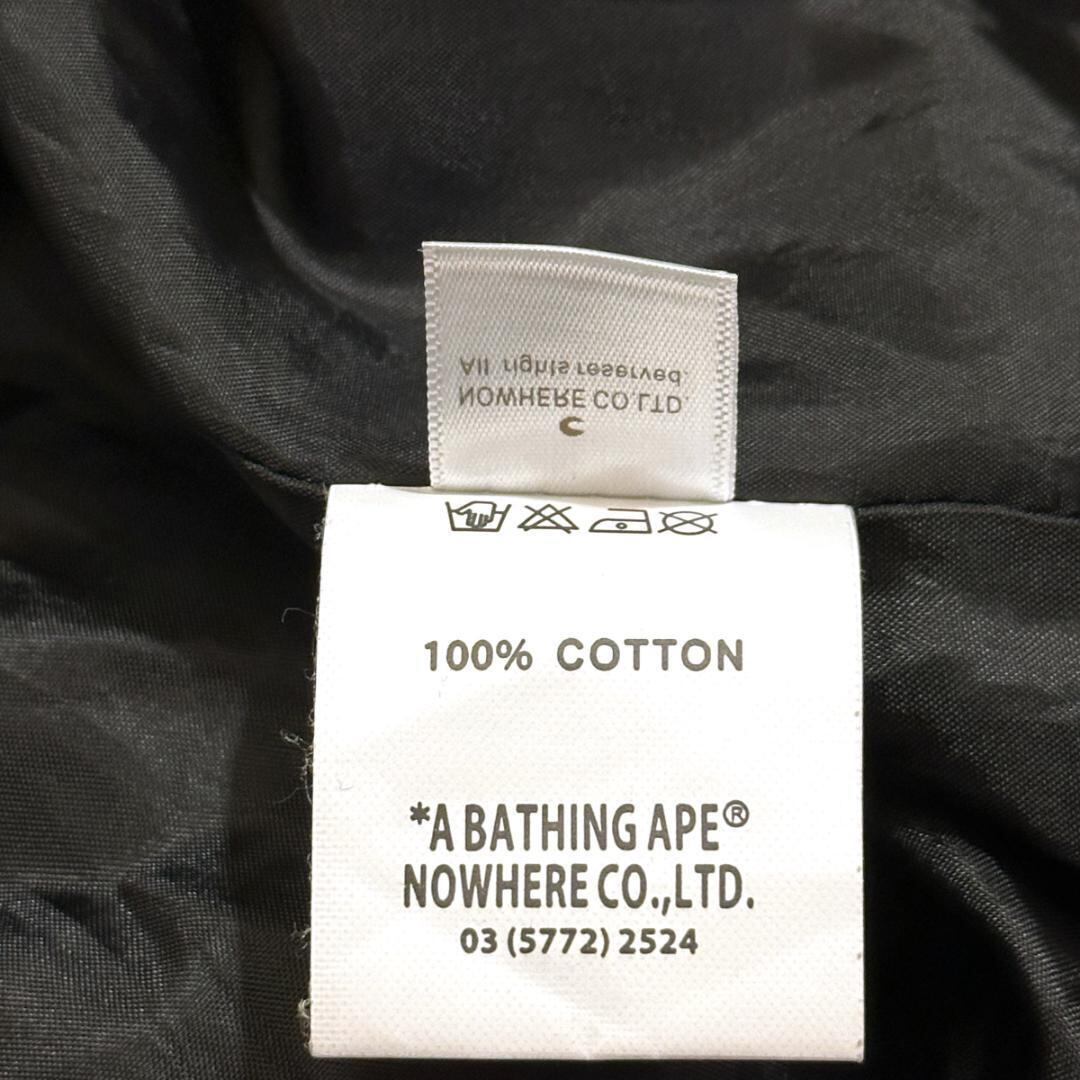 All rights reserved.
NOWHERE CO.LTD.
100% COTTON
*A BATHING APE®
NOWHERE CO.,LTD.
03 (5772) 2524